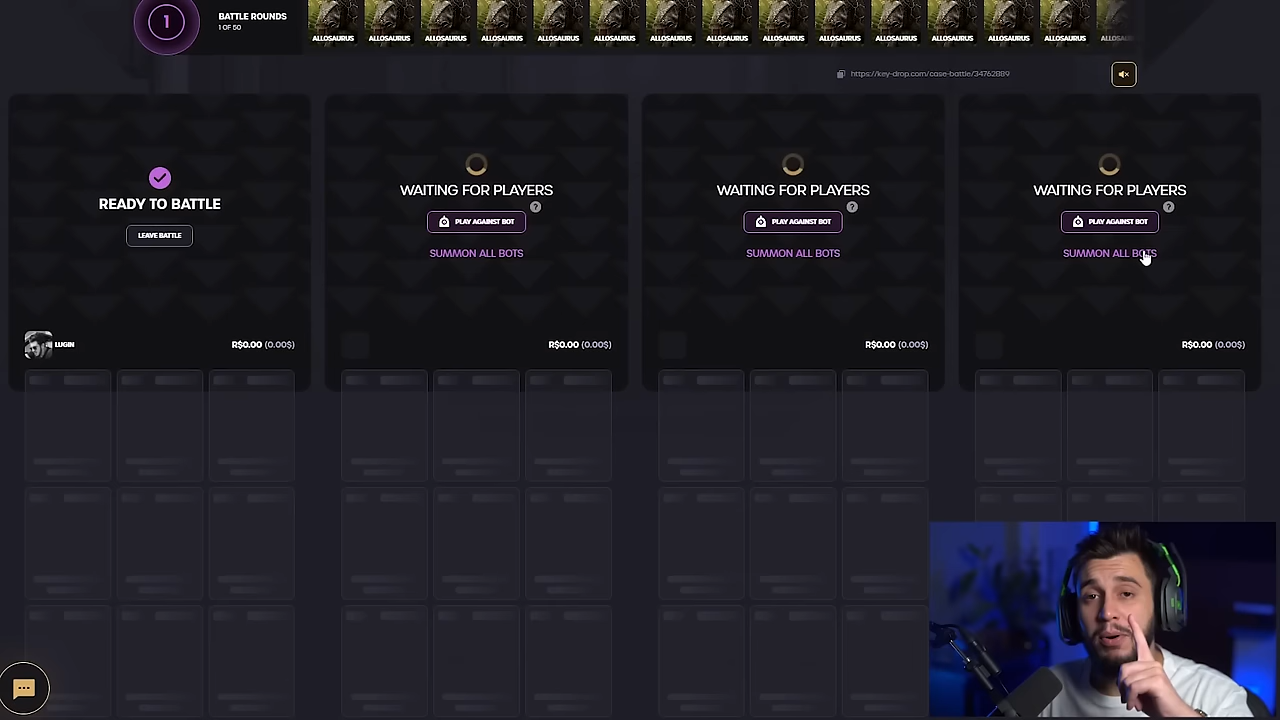 1
BATTLE ROUNDS
1 OF 50
ALLOSAURUS ALLOSAURUS ALLOSAURUS ALLOSAURUS ALLOSAURUS ALLOSAURUS ALLOSAURUS ALLOSAURUS ALLOSAURUS ALLOSAURUS ALLOSAURUS ALLOSAURUS ALLOSAURUS ALLOSAURUS ALLOSAU
https://key-drop.com/case-battle/34762889
READY TO BATTLE
LEAVE BATTLE
LUGIN
R$0.00 (0.00$)
WAITING FOR PLAYERS
?
PLAY AGAINST BOT
SUMMON ALL BOTS
R$0.00 (0.00$)
WAITING FOR PLAYERS
?
PLAY AGAINST BOT
SUMMON ALL BOTS
R$0.00 (0.00$)
WAITING FOR PLAYERS
?
PLAY AGAINST BOT
SUMMON ALL BOTS
R$0.00 (0.00$)